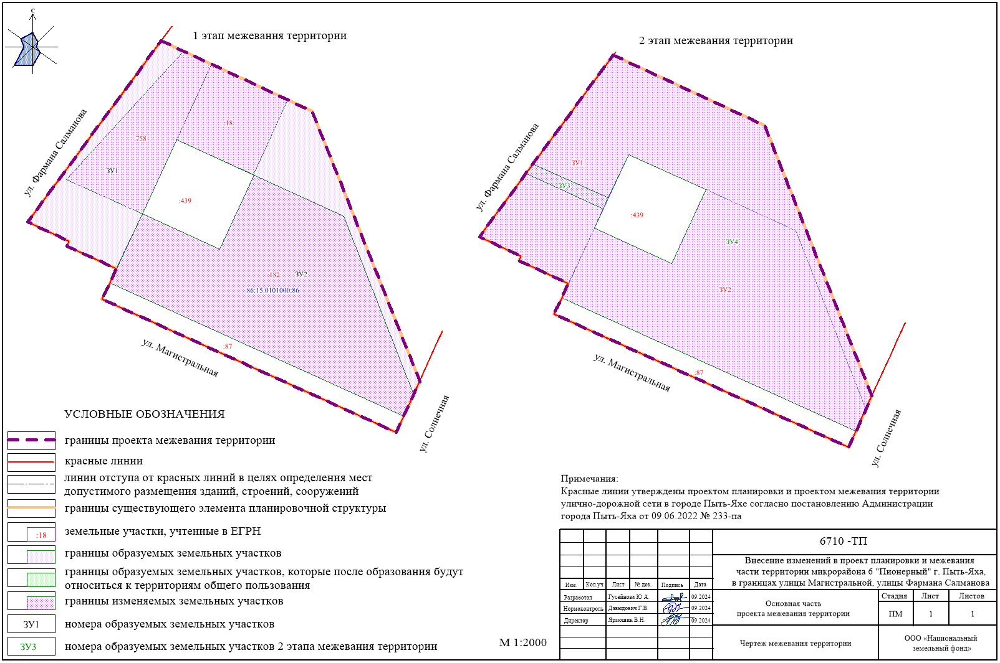 С
1 этап межевания территории
2 этап межевания территории
ул. Фармана Салманова
:18
:758
ЗУ1
:439
:182
ЗУ2
86:15:0101000:86
:87
ул. Магистральная
ул. Солнечная
ул. Фармана Салманова
ЗУ1
ЗУ3
:439
ЗУ4
ЗУ2
:87
ул. Магистральная
ул. Солнечная
УСЛОВНЫЕ ОБОЗНАЧЕНИЯ
границы проекта межевания территории
красные линии
линии отступа от красных линий в целях определения мест
допустимого размещения зданий, строений, сооружений
границы существующего элемента планировочной структуры
:18
земельные участки, учтенные в ЕГРН
границы образуемых земельных участков
границы образуемых земельных участков, которые после образования будут
относиться к территориям общего пользования
границы изменяемых земельных участков
ЗУ1
номера образуемых земельных участков
ЗУ3
номера образуемых земельных участков 2 этапа межевания территории
М 1:2000
Примечания:
Красные линии утверждены проектом планировки и проектом межевания территории
улично-дорожной сети в городе Пыть-Яхе согласно постановлению Администрации
города Пыть-Яха от 09.06.2022 № 233-па
6710 -ТП
Внесение изменений в проект планировки и межевания
части территории микрорайона 6 "Пионерный" г. Пыть-Яха,
в границах улицы Магистральной, улицы Фармана Салманова
Изм. Кол.уч Лист № док. Подпись Дата
Разработал Гусейнова Ю.А. 09.2024
Нормоконтроль Давыдович Г.В. 09.2024
Директор Ярмошик В.Н. 09.2024
Основная часть
проекта межевания территории
Стадия Лист Листов
ПМ 1 1
Чертеж межевания территории
ООО «Национальный
земельный фонд»